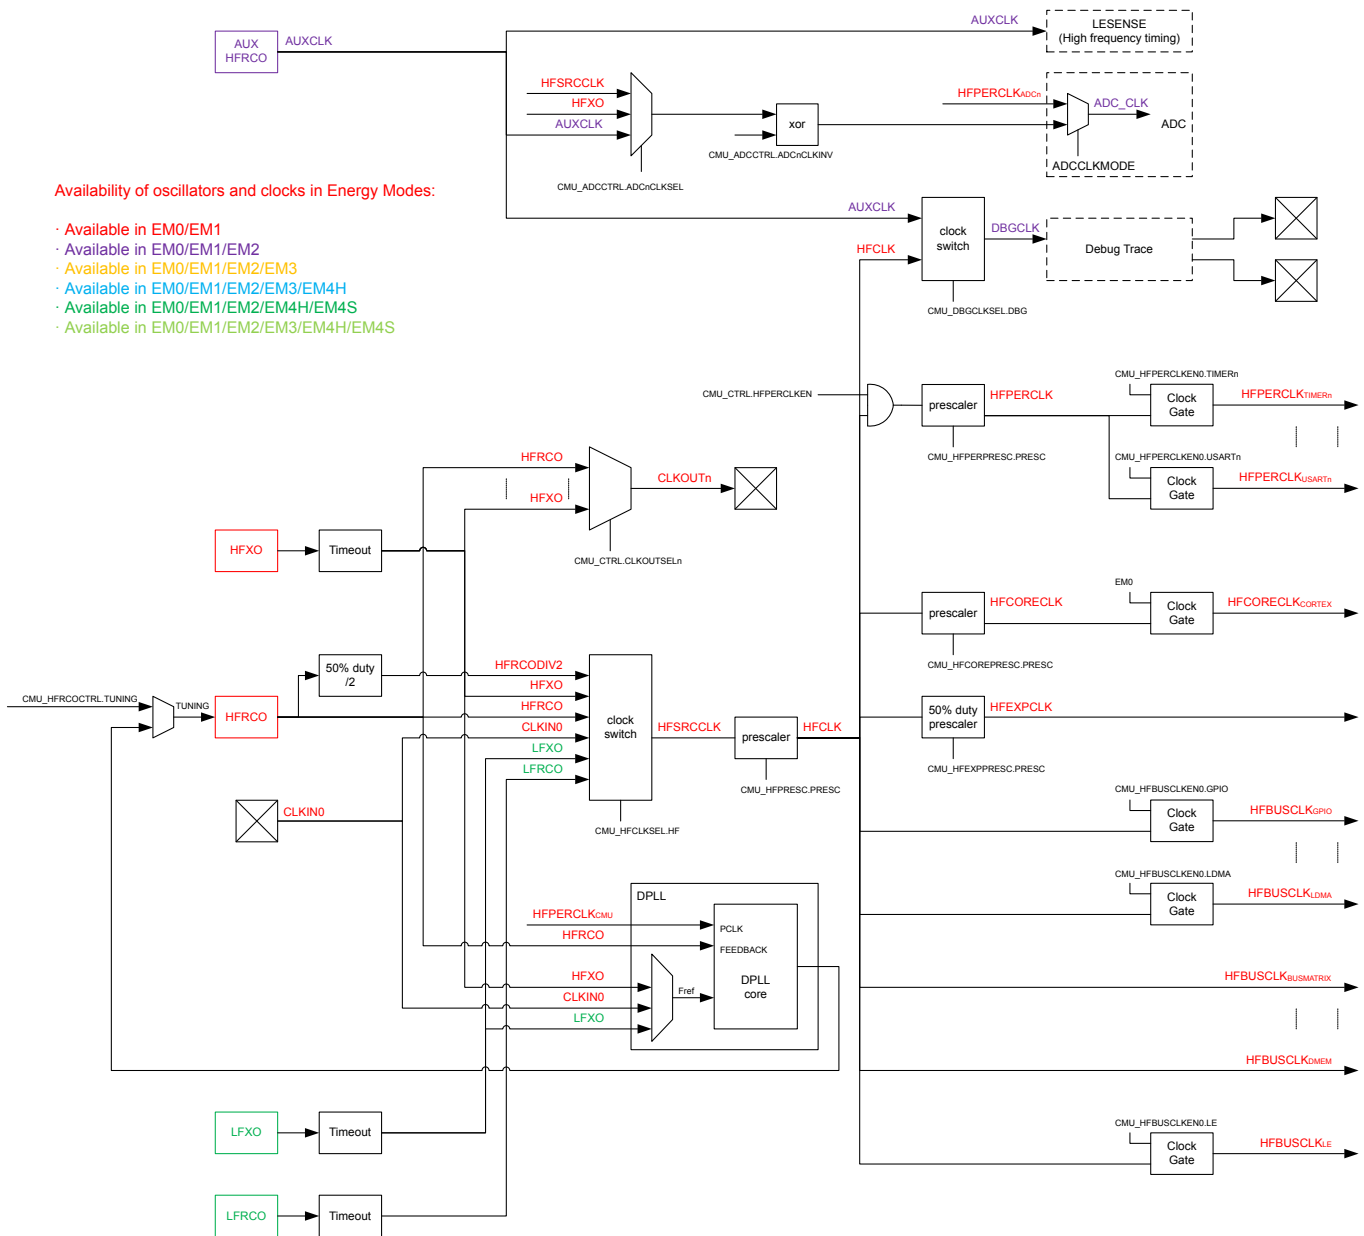 AUXCLK
LESENSE
(High frequency timing)
AUX
HFRCO
AUXCLK
HFSRCCLK
HFXO
AUXCLK
CMU_ADCCTRL.ADCnCLKSEL
xor
CMU_ADCCTRL.ADCnCLKINV
HFPERCLKADCn
ADC_CLK
ADC
ADCCLKMODE
Availability of oscillators and clocks in Energy Modes:
· Available in EM0/EM1
· Available in EM0/EM1/EM2
· Available in EM0/EM1/EM2/EM3
· Available in EM0/EM1/EM2/EM3/EM4H
· Available in EM0/EM1/EM2/EM4H/EM4S
· Available in EM0/EM1/EM2/EM3/EM4H/EM4S
AUXCLK
HFCLK
clock
switch
DBGCLK
Debug Trace
CMU_DBGCLKSEL.DBG
CMU_CTRL.HFPERCLKEN
prescaler
HFPERCLK
CMU_HFPERPRESC.PRESC
CMU_HFPERCLKEN0.TIMERn
Clock
Gate
HFPERCLKTIMERn
CMU_HFPERCLKEN0.USARTn
Clock
Gate
HFPERCLKUSARTn
HFRCO
HFXO
CLKOUTn
CMU_CTRL.CLKOUTSELn
HFXO
Timeout
prescaler
HFCORECLK
CMU_HFCOREPRESC.PRESC
EM0
Clock
Gate
HFCORECLKCORTEX
50% duty
/2
CMU_HFRCOCTRL.TUNING
TUNING
HFRCO
HFRCODIV2
HFXO
HFRCO
CLKIN0
LFXO
LFRCO
clock
switch
CMU_HFCLKSEL.HF
HFSRCCLK
prescaler
HFCLK
CMU_HFPRESC.PRESC
50% duty
prescaler
HFEXPCLK
CMU_HFEXPPRESC.PRESC
CLKIN0
CMU_HFBUSCLKEN0.GPIO
Clock
Gate
HFBUSCLKGPIO
CMU_HFBUSCLKEN0.LDMA
Clock
Gate
HFBUSCLKLDMA
DPLL
HFPERCLKCMU
PCLK
HFRCO
FEEDBACK
HFXO
CLKIN0
LFXO
Fref
DPLL
core
HFBUSCLKBUSMATRIX
HFBUSCLKDMEM
LFXO
Timeout
CMU_HFBUSCLKEN0.LE
Clock
Gate
HFBUSCLKLE
LFRCO
Timeout